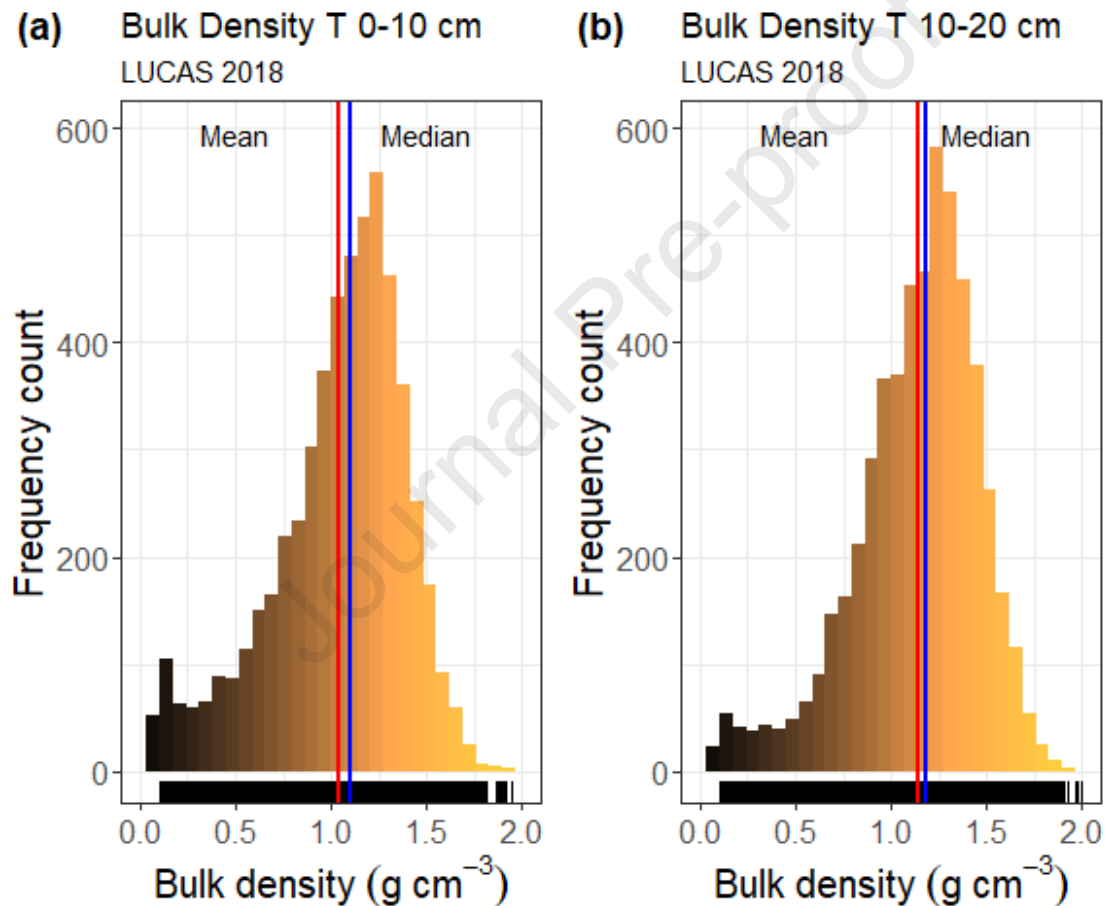 (a) Bulk Density T 0-10 cm
LUCAS 2018
Mean Median
600
400
200
0
Frequency count
0.0 0.5 1.0 1.5 2.0
Bulk density (g cm⁻³)
(b) Bulk Density T 10-20 cm
LUCAS 2018
Mean Median
600
400
200
0
Frequency count
0.0 0.5 1.0 1.5 2.0
Bulk density (g cm⁻³)
Journal Pre-proof